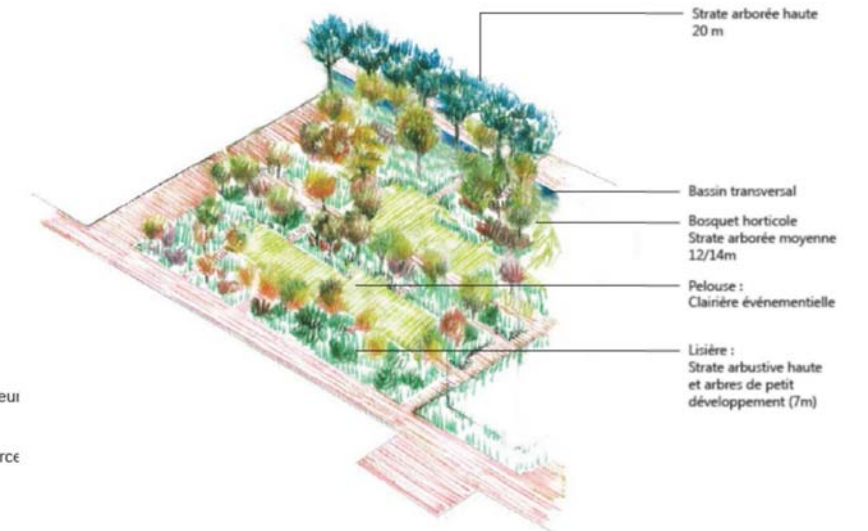 Strate arborée haute
20 m
Bassin transversal
Bosquet horticole
Strate arborée moyenne
12/14m
Pelouse :
Clairière événementielle
Lisière :
Strate arbustive haute
et arbres de petit
développement (7m)